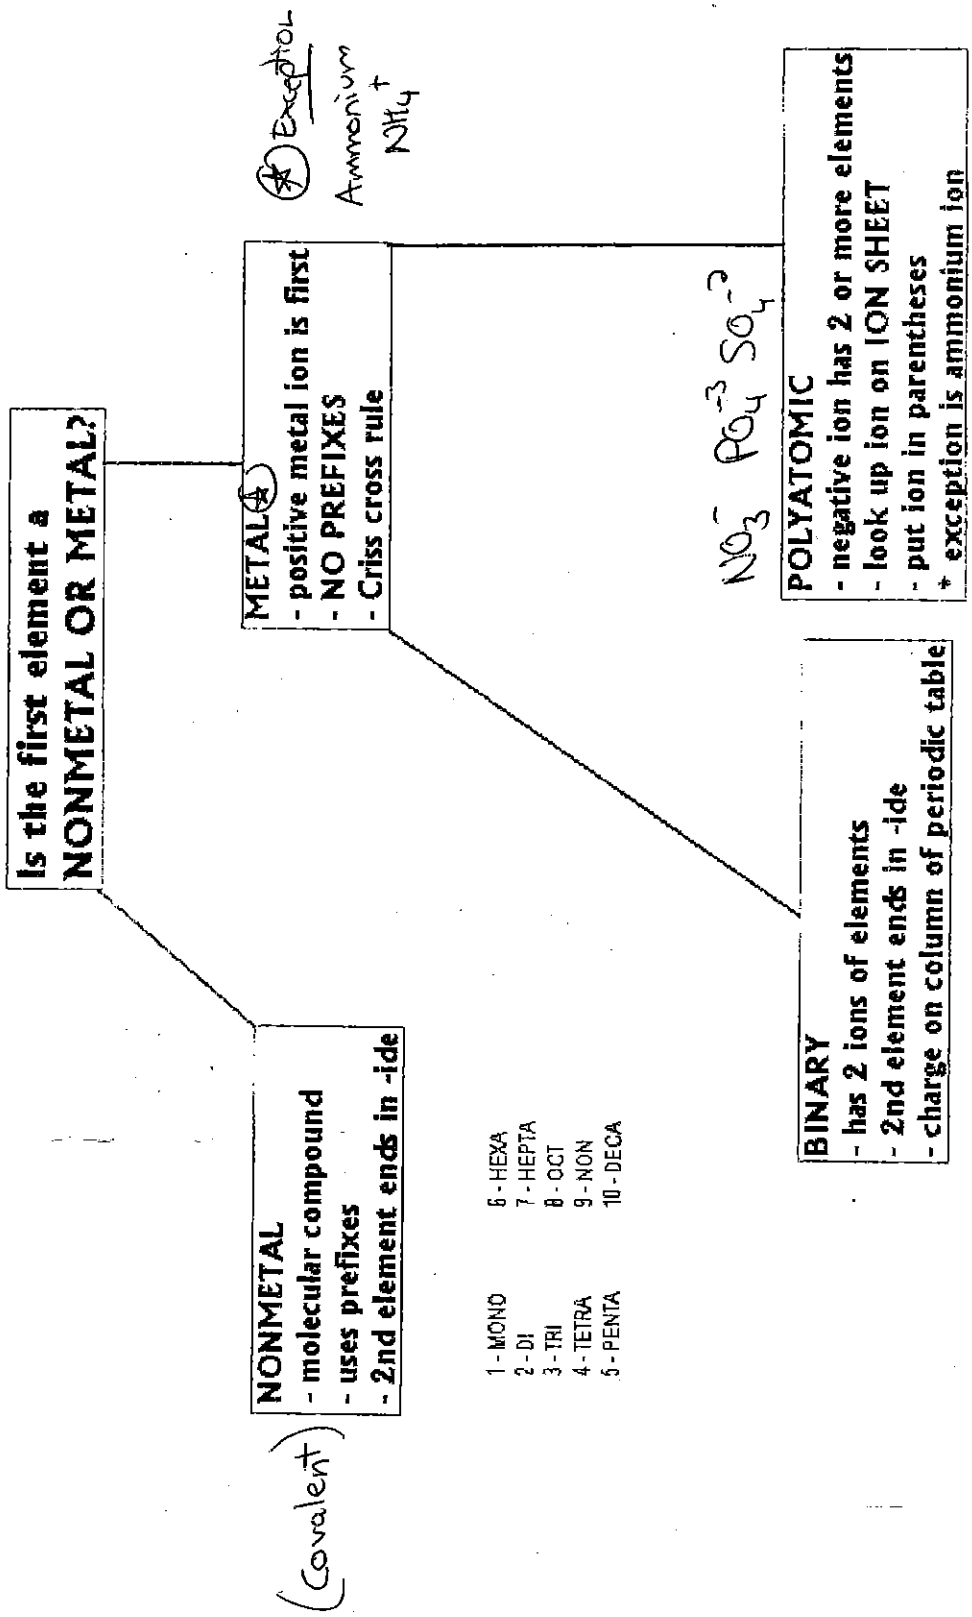 Is the first element a
NONMETAL OR METAL?
(Covalent)
NONMETAL
- molecular compound
- uses prefixes
- 2nd element ends in -ide
1 - MONO
2 - DI
3 - TRI
4 - TETRA
5 - PENTA
6 - HEXA
7 - HEPTA
8 - OCT
9 - NON
10 - DECA
METAL
- positive metal ion is first
- NO PREFIXES
- Criss cross rule
Exception
Ammonium
NH₄⁺
BINARY
- has 2 ions of elements
- 2nd element ends in -ide
- charge on column of periodic table
NO₃⁻ PO₄⁻³ SO₄⁻²
POLYATOMIC
- negative ion has 2 or more elements
- look up ion on ION SHEET
- put ion in parentheses
* exception is ammonium ion